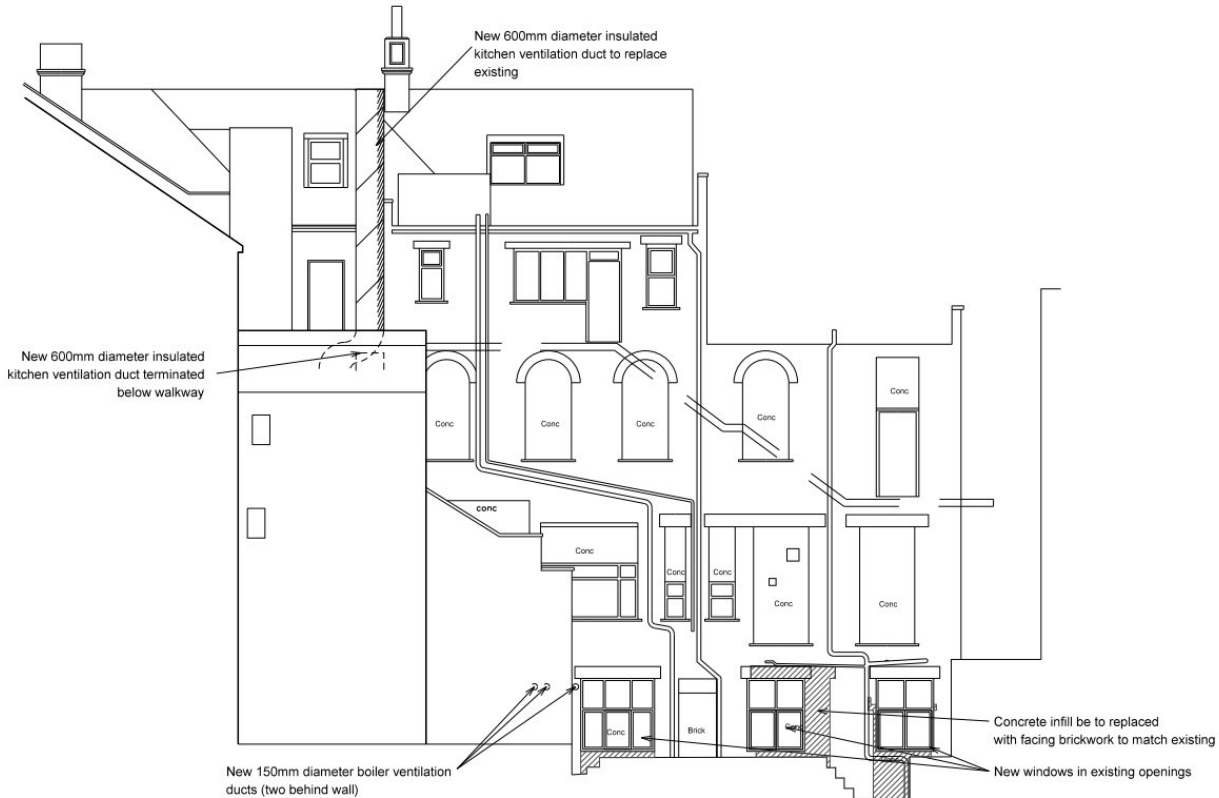 New 600mm diameter insulated
kitchen ventilation duct to replace
existing
New 600mm diameter insulated
kitchen ventilation duct terminated
below walkway
Conc
Conc
Conc
Conc
Conc
conc
Conc
Conc
Conc
Conc
Conc
Conc
Brick
Conc
Concrete infill be to replaced
with facing brickwork to match existing
New windows in existing openings
New 150mm diameter boiler ventilation
ducts (two behind wall)